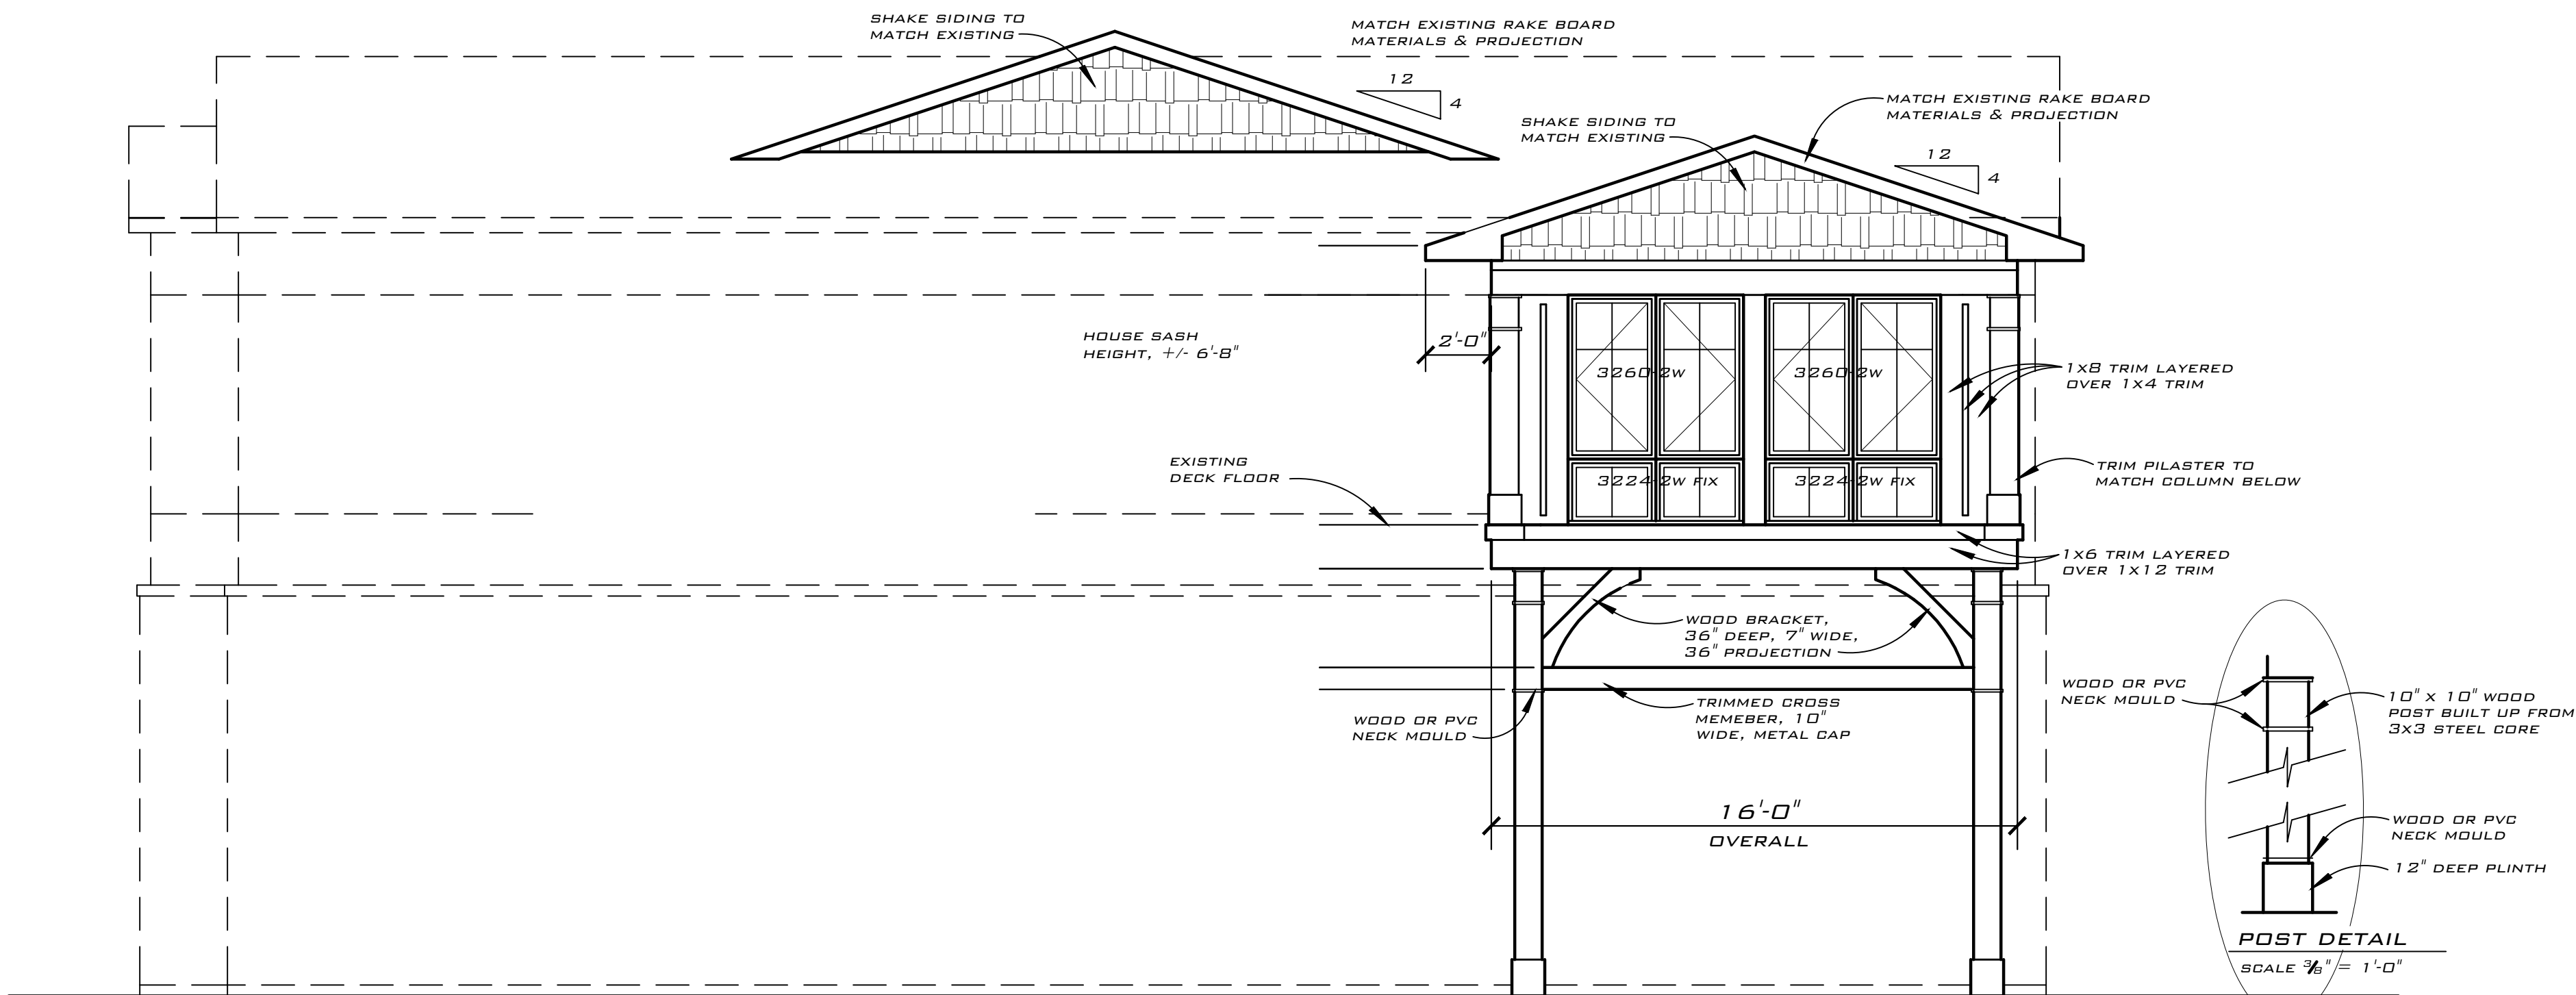 SHAKE SIDING TO
MATCH EXISTING
MATCH EXISTING RAKE BOARD
MATERIALS & PROJECTION
12
4
SHAKE SIDING TO
MATCH EXISTING
MATCH EXISTING RAKE BOARD
MATERIALS & PROJECTION
12
4
HOUSE SASH
HEIGHT, +/- 6'-8"
2'-0"
3260-2W
3260-2W
1X8 TRIM LAYERED
OVER 1X4 TRIM
EXISTING
DECK FLOOR
3224-2W FIX
3224-2W FIX
TRIM PILASTER TO
MATCH COLUMN BELOW
1X6 TRIM LAYERED
OVER 1X12 TRIM
WOOD BRACKET,
36" DEEP, 7" WIDE,
36" PROJECTION
WOOD OR PVC
NECK MOULD
TRIMMED CROSS
MEMEBER, 10"
WIDE, METAL CAP
16'-0"
OVERALL
WOOD OR PVC
NECK MOULD
10" X 10" WOOD
POST BUILT UP FROM
3X3 STEEL CORE
WOOD OR PVC
NECK MOULD
12" DEEP PLINTH
POST DETAIL
SCALE 3/8" = 1'-0"